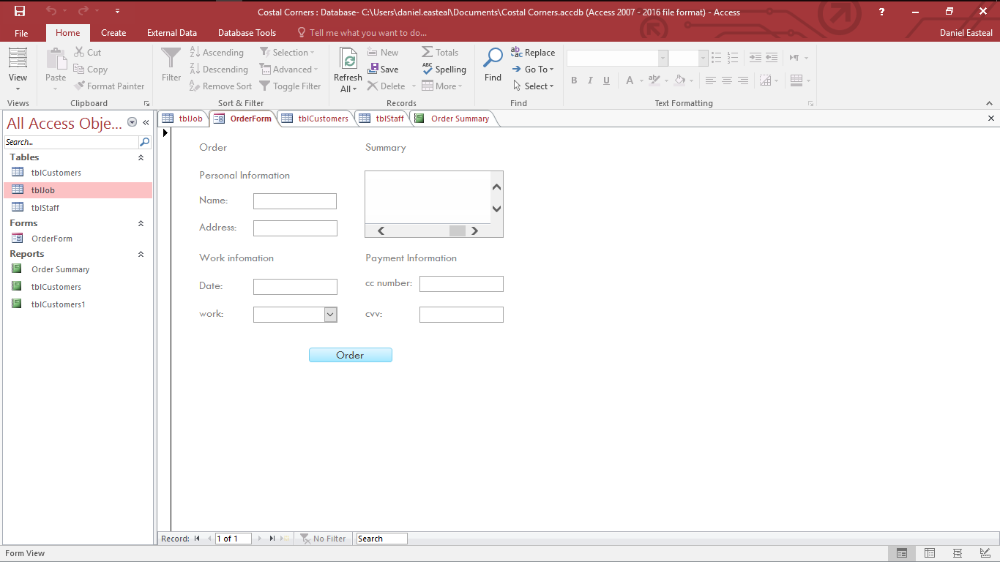 Costal Corners : Database- C:\Users\daniel.easteal\Documents\Costal Corners.accdb (Access 2007 - 2016 file format) - Access
?
File Home Create External Data Database Tools Tell me what you want to do... Daniel Easteal
View
Views
Paste
Cut
Copy
Format Painter
Clipboard
Filter
Ascending
Descending
Remove Sort
Selection
Advanced
Toggle Filter
Sort & Filter
Refresh
All
New
Save
Delete
Totals
Spelling
More
Records
Find
Replace
Go To
Select
Find
B I U A
Text Formatting
All Access Obje...
Search...
Tables
tblCustomers
tblJob
tblStaff
Forms
OrderForm
Reports
Order Summary
tblCustomers
tblCustomers1
tblJob OrderForm tblCustomers tblStaff Order Summary
Order
Personal Information
Name:
Address:
Work infomation
Date:
work:
Summary
Payment Information
cc number:
cvv:
Order
Record: 1 of 1 No Filter Search
Form View